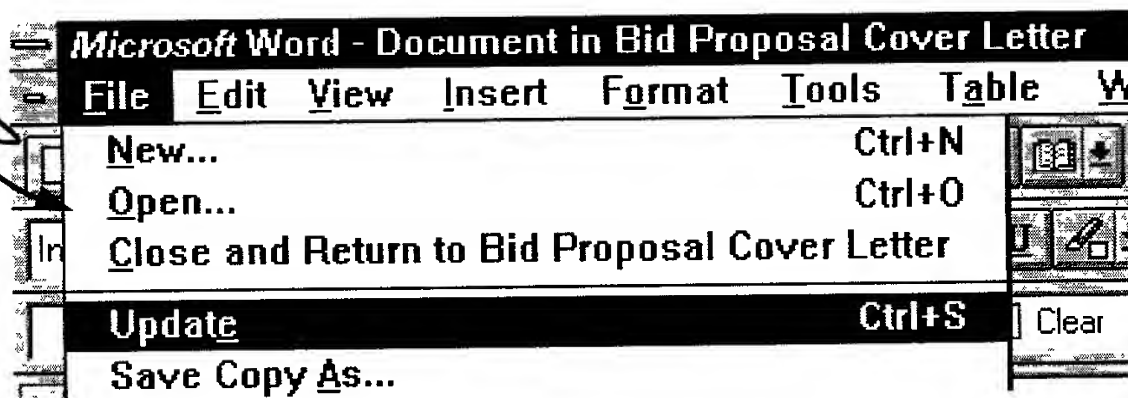 Microsoft Word - Document in Bid Proposal Cover Letter
File Edit View Insert Format Tools Table W
New... Ctrl+N
Open... Ctrl+O
In
Close and Return to Bid Proposal Cover Letter
U
Update Ctrl+S
Clear
Save Copy As...